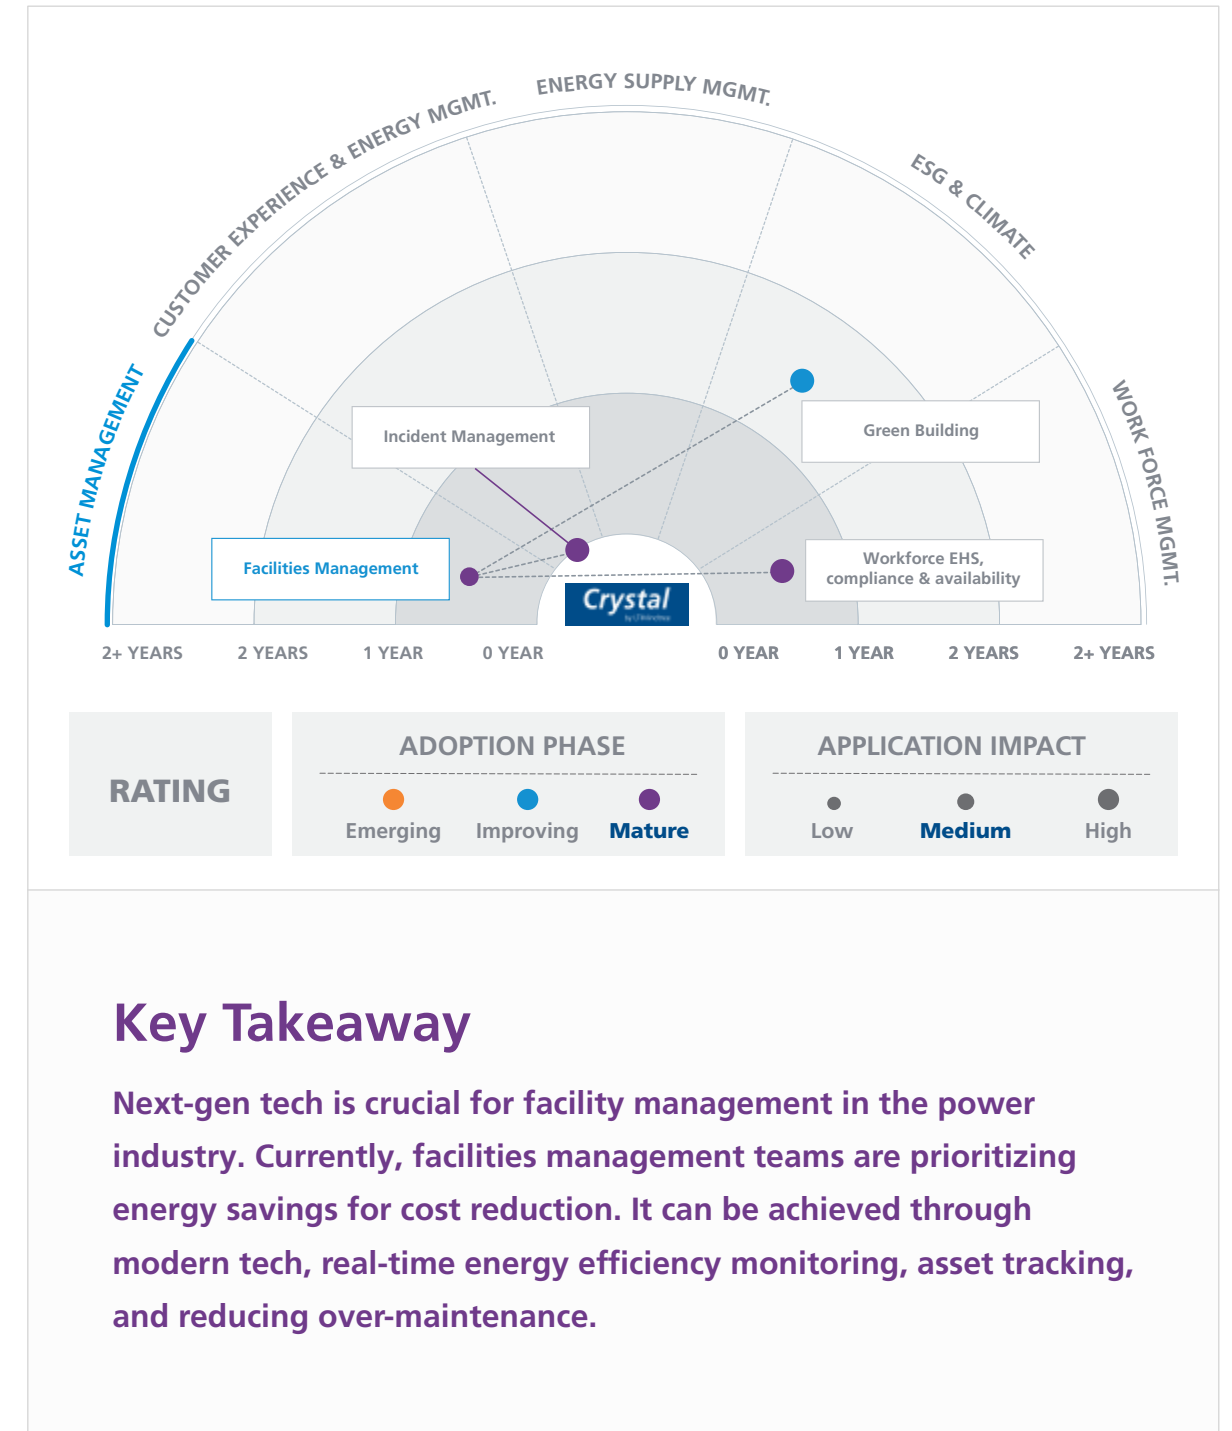 ENERGY SUPPLY MGMT.
CUSTOMER EXPERIENCE & ENERGY MGMT.
ESG & CLIMATE
ASSET MANAGEMENT
WORK FORCE MGMT.
Incident Management
Green Building
Facilities Management
Workforce EHS,
compliance & availability
Crystal
2+ YEARS 2 YEARS 1 YEAR 0 YEAR 0 YEAR 1 YEAR 2 YEARS 2+ YEARS
RATING
ADOPTION PHASE
Emerging Improving Mature
APPLICATION IMPACT
Low Medium High
Key Takeaway
Next-gen tech is crucial for facility management in the power
industry. Currently, facilities management teams are prioritizing
energy savings for cost reduction. It can be achieved through
modern tech, real-time energy efficiency monitoring, asset tracking,
and reducing over-maintenance.